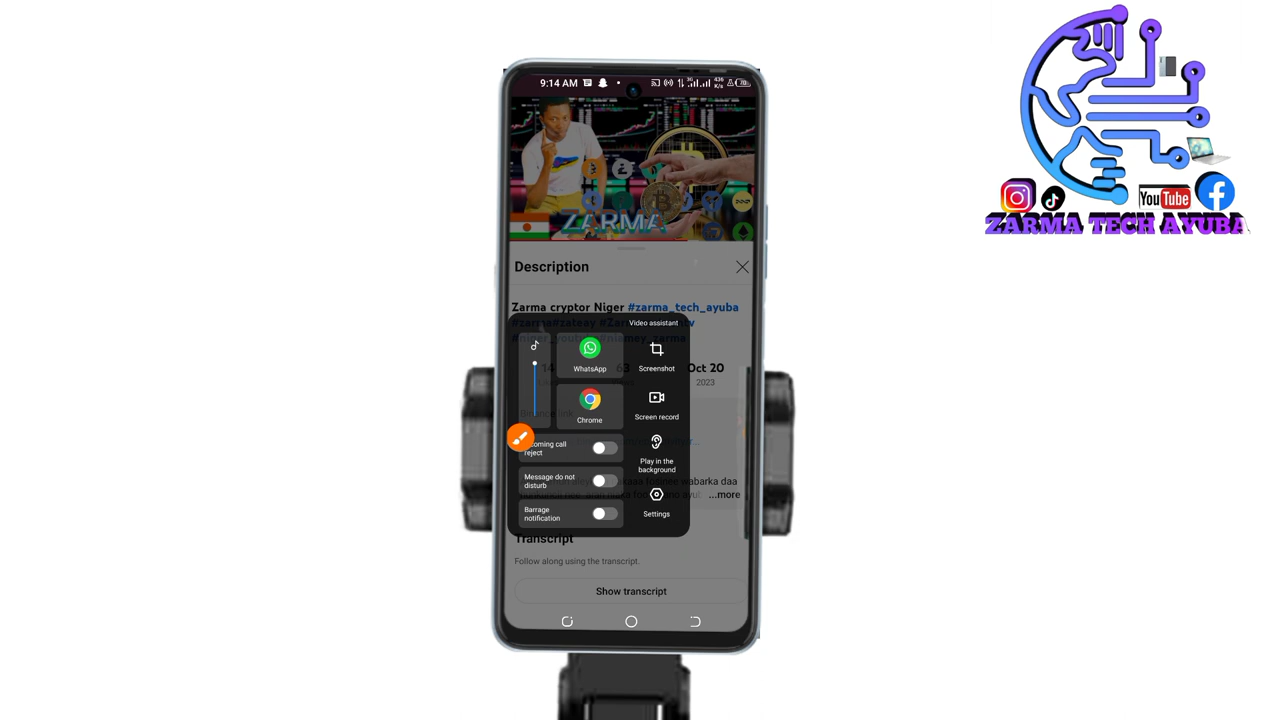 9:14 AM
ZARMA
Description
Zarma cryptor Niger #zarma_tech_ayuba
Video assistant
WhatsApp
Screenshot
Oct 20
2023
Chrome
Screen record
coming call
reject
Play in the
background
Message do not
disturb
...more
Barrage
notification
Settings
Transcript
Follow along using the transcript.
Show transcript
YouTube
ZARMA TECH AYUBA